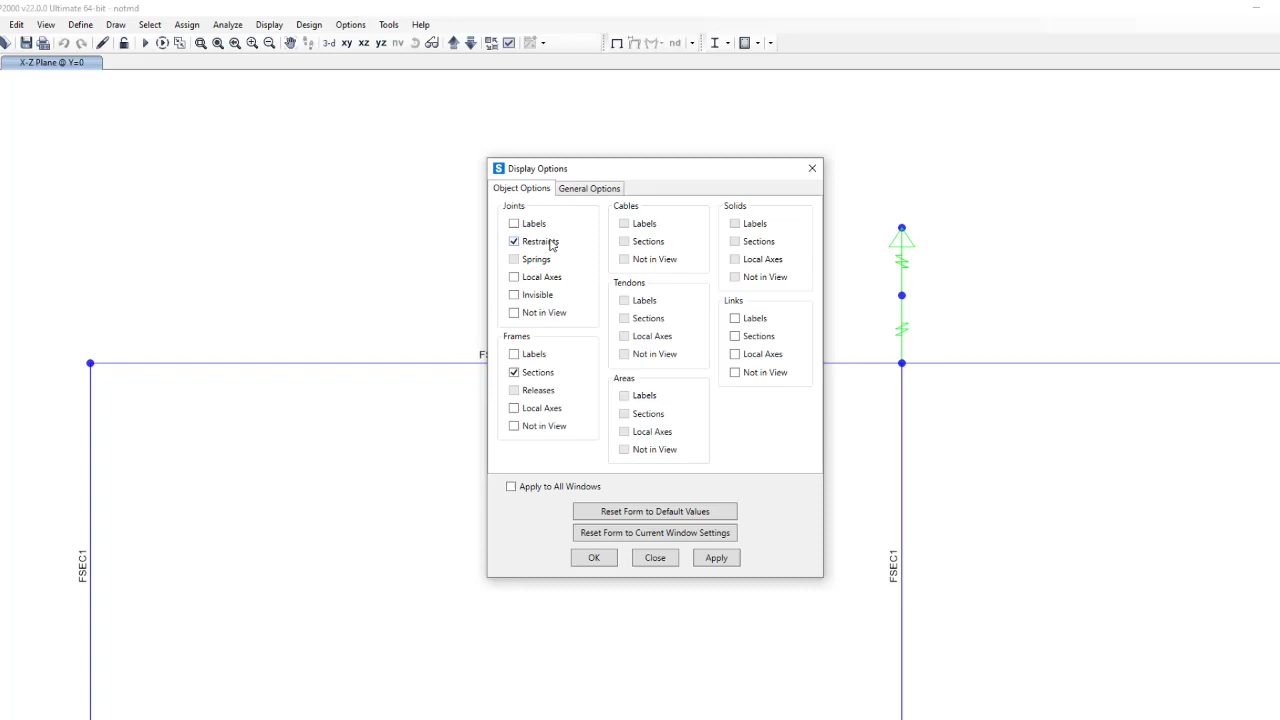 P2000 v22.0.0 Ultimate 64-bit - notmd
Edit View Define Draw Select Assign Analyze Display Design Options Tools Help
3-d xy xz yz nv nd
X-Z Plane @ Y=0
Display Options
Object Options General Options
Joints
Labels
Restraints
Springs
Local Axes
Invisible
Not in View
Frames
Labels
Sections
Releases
Local Axes
Not in View
Cables
Labels
Sections
Not in View
Tendons
Labels
Sections
Local Axes
Not in View
Areas
Labels
Sections
Local Axes
Not in View
Solids
Labels
Sections
Local Axes
Not in View
Links
Labels
Sections
Local Axes
Not in View
Apply to All Windows
Reset Form to Default Values
Reset Form to Current Window Settings
OK Close Apply
FSEC1
FSEC1